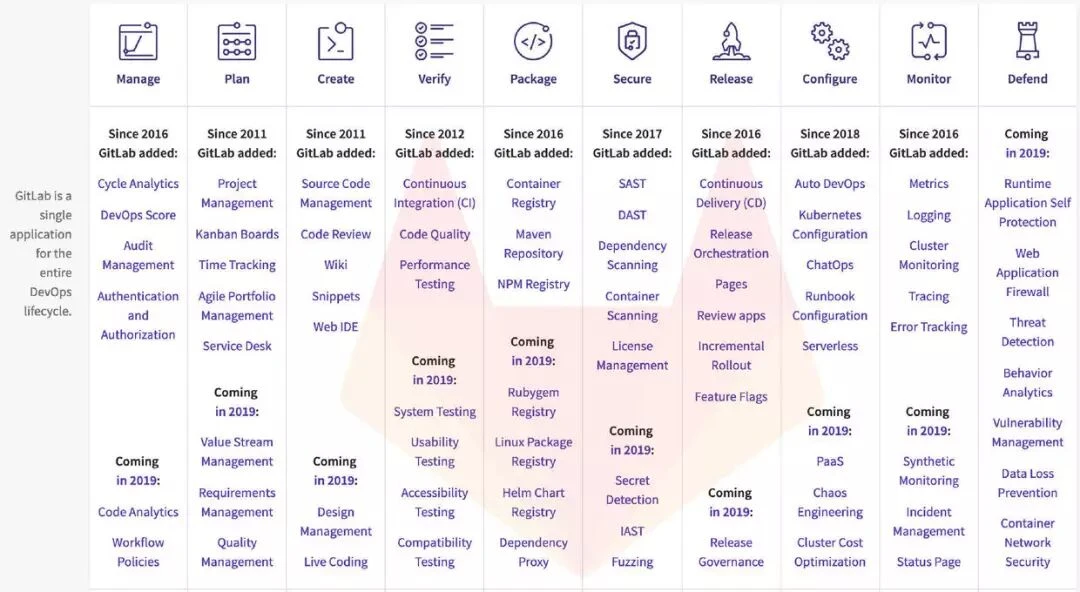 GitLab is a
single
application
for the
entire
DevOps
lifecycle.
Manage
Since 2016
GitLab added:
Cycle Analytics
DevOps Score
Audit
Management
Authentication
and
Authorization
Coming
in 2019:
Code Analytics
Workflow
Policies
Plan
Since 2011
GitLab added:
Project
Management
Kanban Boards
Time Tracking
Agile Portfolio
Management
Service Desk
Coming
in 2019:
Value Stream
Management
Requirements
Management
Quality
Management
Create
Since 2011
GitLab added:
Source Code
Management
Code Review
Wiki
Snippets
Web IDE
Coming
in 2019:
Design
Management
Live Coding
Verify
Since 2012
GitLab added:
Continuous
Integration (CI)
Code Quality
Performance
Testing
Coming
in 2019:
System Testing
Usability
Testing
Accessibility
Testing
Compatibility
Testing
Package
Since 2016
GitLab added:
Container
Registry
Maven
Repository
NPM Registry
Coming
in 2019:
Rubygem
Registry
Linux Package
Registry
Helm Chart
Registry
Dependency
Proxy
Secure
Since 2017
GitLab added:
SAST
DAST
Dependency
Scanning
Container
Scanning
License
Management
Coming
in 2019:
Secret
Detection
IAST
Fuzzing
Release
Since 2016
GitLab added:
Continuous
Delivery (CD)
Release
Orchestration
Pages
Review apps
Incremental
Rollout
Feature Flags
Coming
in 2019:
Release
Governance
Configure
Since 2018
GitLab added:
Auto DevOps
Kubernetes
Configuration
ChatOps
Runbook
Configuration
Serverless
Coming
in 2019:
PaaS
Chaos
Engineering
Cluster Cost
Optimization
Monitor
Since 2016
GitLab added:
Metrics
Logging
Cluster
Monitoring
Tracing
Error Tracking
Coming
in 2019:
Synthetic
Monitoring
Incident
Management
Status Page
Defend
Coming
in 2019:
Runtime
Application Self
Protection
Web
Application
Firewall
Threat
Detection
Behavior
Analytics
Vulnerability
Management
Data Loss
Prevention
Container
Network
Security